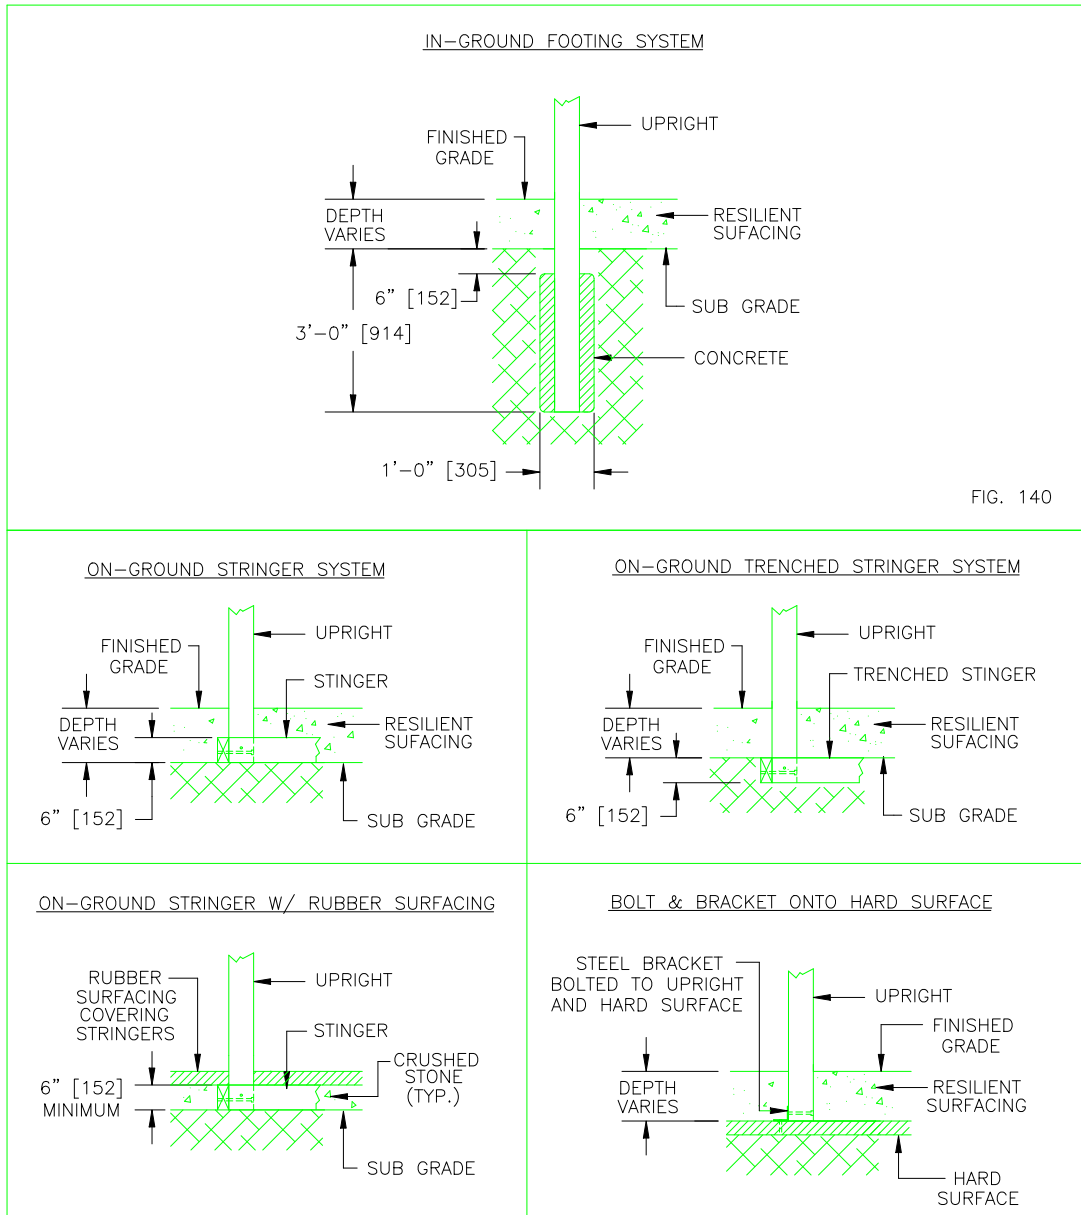 IN-GROUND FOOTING SYSTEM
UPRIGHT
FINISHED
GRADE
DEPTH
VARIES
RESILIENT
SUFACING
6" [152]
SUB GRADE
3'-0" [914]
CONCRETE
1'-0" [305]
FIG. 140
ON-GROUND STRINGER SYSTEM
UPRIGHT
FINISHED
GRADE
STINGER
DEPTH
VARIES
RESILIENT
SUFACING
6" [152]
SUB GRADE
ON-GROUND TRENCHED STRINGER SYSTEM
UPRIGHT
FINISHED
GRADE
TRENCHED STINGER
DEPTH
VARIES
RESILIENT
SUFACING
6" [152]
SUB GRADE
ON-GROUND STRINGER W/ RUBBER SURFACING
RUBBER
SURFACING
COVERING
STRINGERS
UPRIGHT
STINGER
CRUSHED
STONE
(TYP.)
6" [152]
MINIMUM
SUB GRADE
BOLT & BRACKET ONTO HARD SURFACE
STEEL BRACKET
BOLTED TO UPRIGHT
AND HARD SURFACE
UPRIGHT
FINISHED
GRADE
DEPTH
VARIES
RESILIENT
SURFACING
HARD
SURFACE